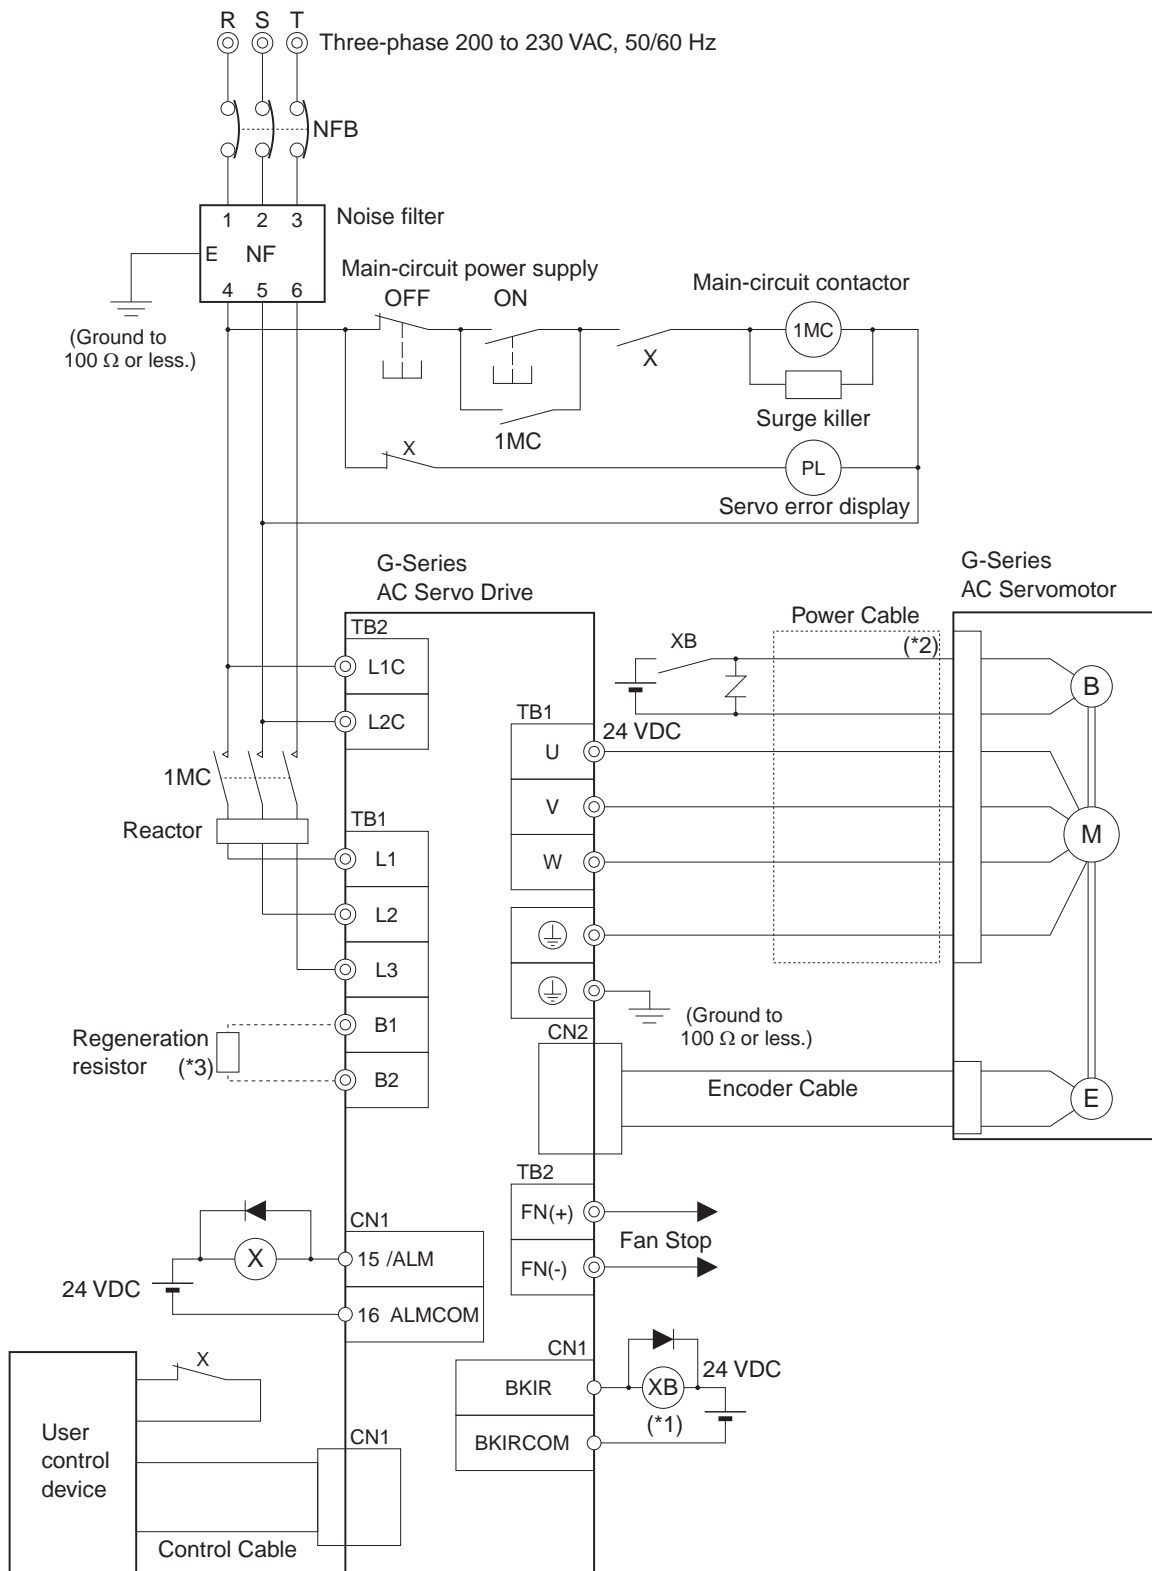 R S T
Three-phase 200 to 230 VAC, 50/60 Hz
NFB
1 2 3
Noise filter
E NF
4 5 6
(Ground to
100 Ω or less.)
Main-circuit power supply
OFF ON
Main-circuit contactor
1MC
X
Surge killer
1MC
X
PL
Servo error display
G-Series
AC Servo Drive
G-Series
AC Servomotor
TB2
L1C
L2C
Power Cable
(*2)
XB
24 VDC
B
TB1
U
V
W
M
1MC
Reactor
TB1
L1
L2
L3
B1
B2
Regeneration
resistor (*3)
(Ground to
100 Ω or less.)
CN2
Encoder Cable
E
TB2
FN(+)
FN(-)
Fan Stop
CN1
15 /ALM
16 ALMCOM
X
24 VDC
CN1
BKIR
BKIRCOM
XB
(*1)
24 VDC
X
User
control
device
CN1
Control Cable